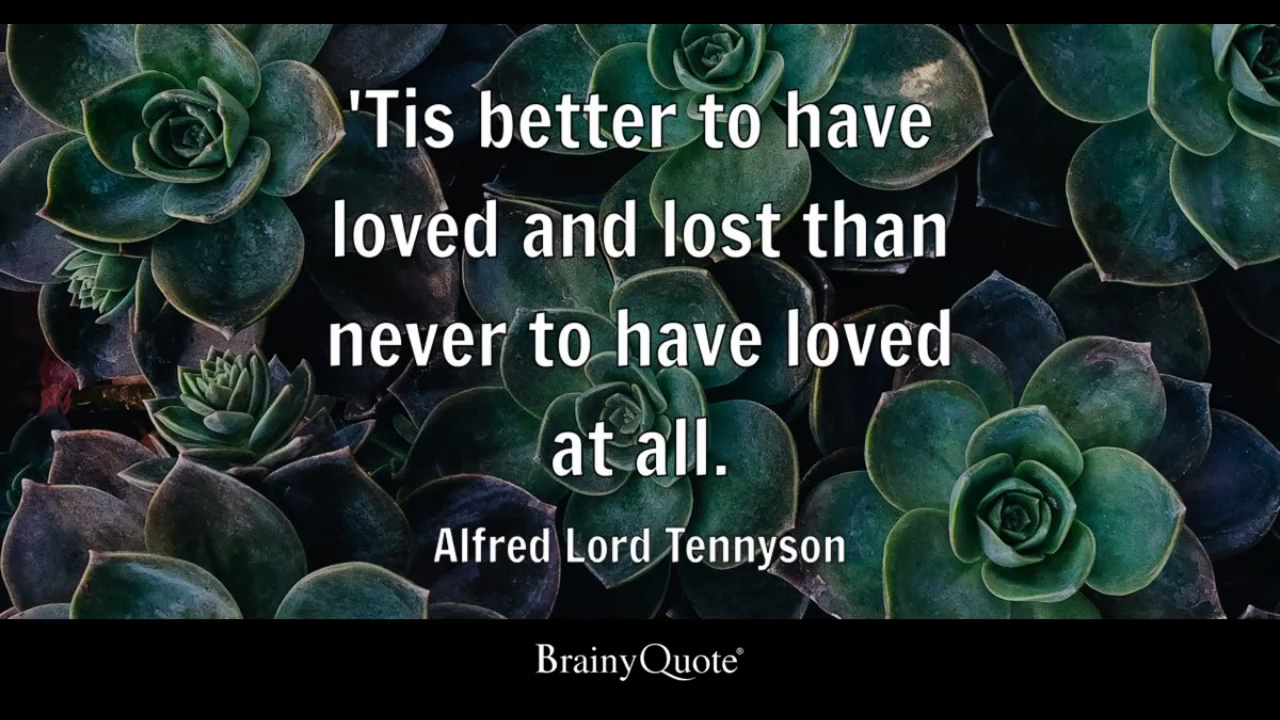 'Tis better to have
loved and lost than
never to have loved
at all.
Alfred Lord Tennyson
BrainyQuote®